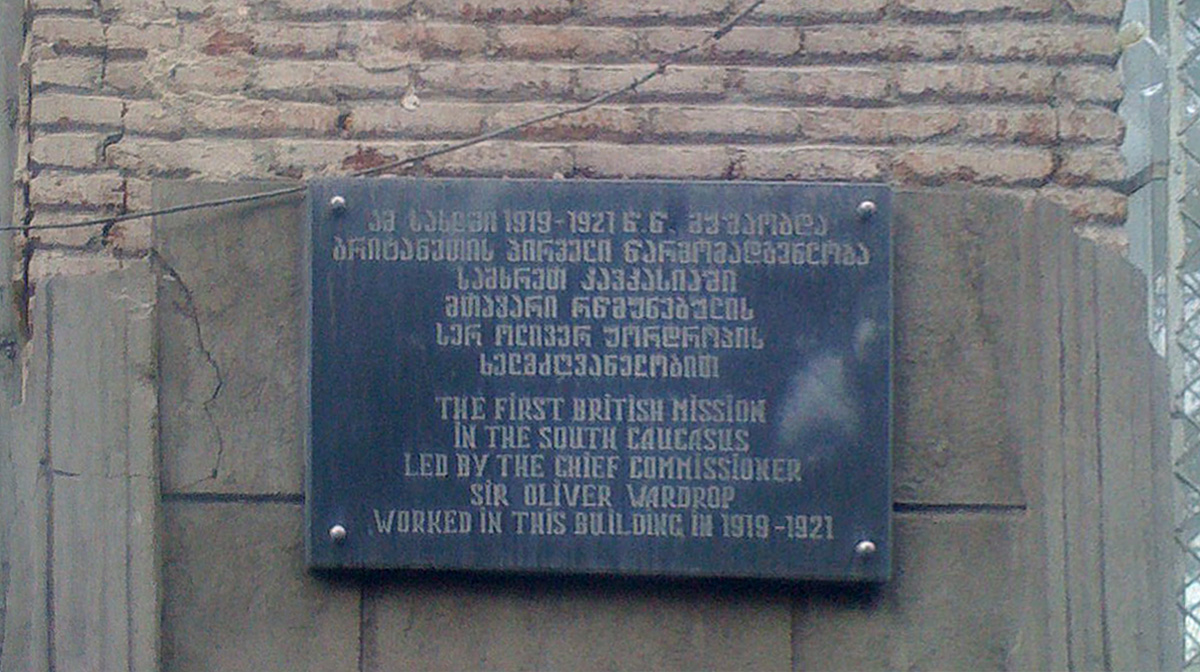 ამ სახლში 1919-1921 წ.წ. მუშაობდა
ბრიტანეთის პირველი წარმომადგენლობა
სამხრეთ კავკასიაში
მთავარი რწმუნებულის
სერ ოლივერ უორდროპის
ხელმძღვანელობით
THE FIRST BRITISH MISSION
IN THE SOUTH CAUCASUS
LED BY THE CHIEF COMMISSIONER
SIR OLIVER WARDROP
WORKED IN THIS BUILDING IN 1919-1921